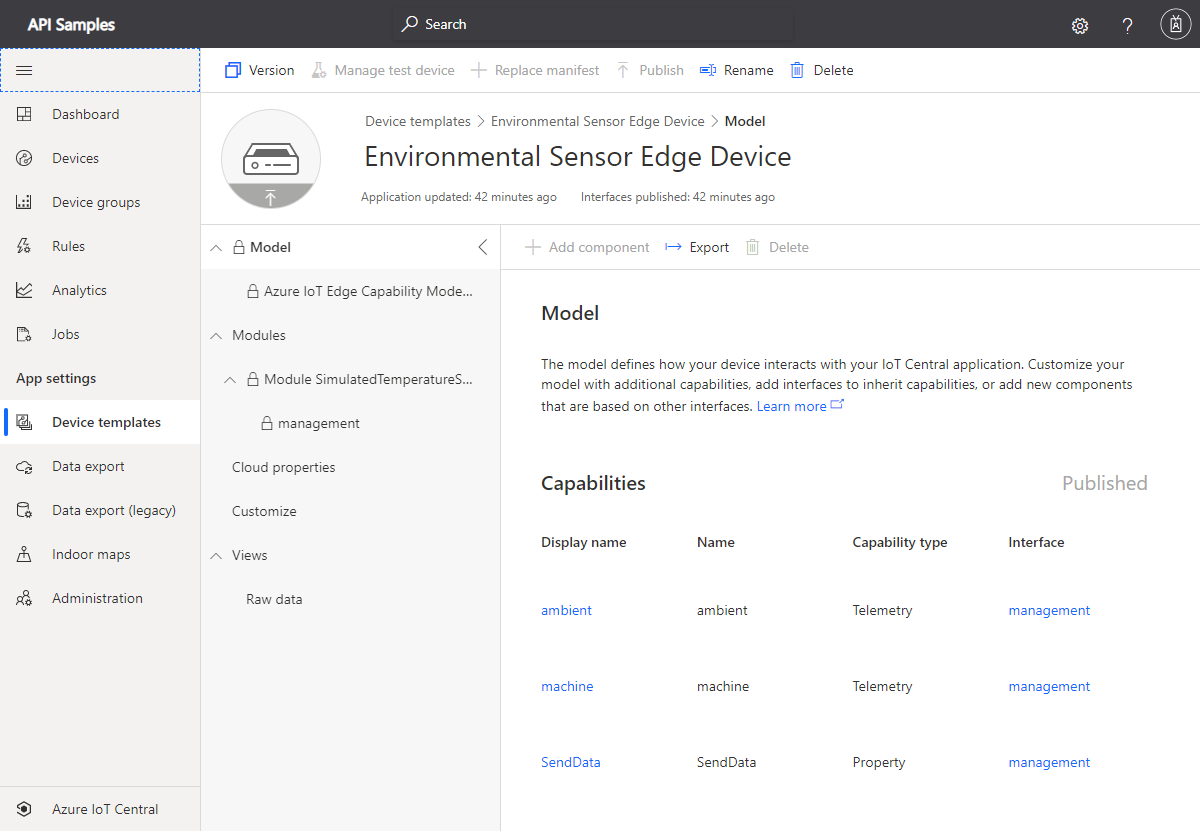 API Samples
Search
?
Version
Manage test device
Replace manifest
Publish
Rename
Delete
Dashboard
Devices
Device groups
Rules
Analytics
Jobs
App settings
Device templates
Data export
Data export (legacy)
Indoor maps
Administration
Azure IoT Central
Device templates > Environmental Sensor Edge Device > Model
Environmental Sensor Edge Device
Application updated: 42 minutes ago
Interfaces published: 42 minutes ago
Model
Azure IoT Edge Capability Mode...
Modules
Module SimulatedTemperatureS...
management
Cloud properties
Customize
Views
Raw data
Add component
Export
Delete
Model
The model defines how your device interacts with your IoT Central application. Customize your
model with additional capabilities, add interfaces to inherit capabilities, or add new components
that are based on other interfaces. Learn more
Capabilities
Published
Display name Name Capability type Interface
ambient ambient Telemetry management
machine machine Telemetry management
SendData SendData Property management